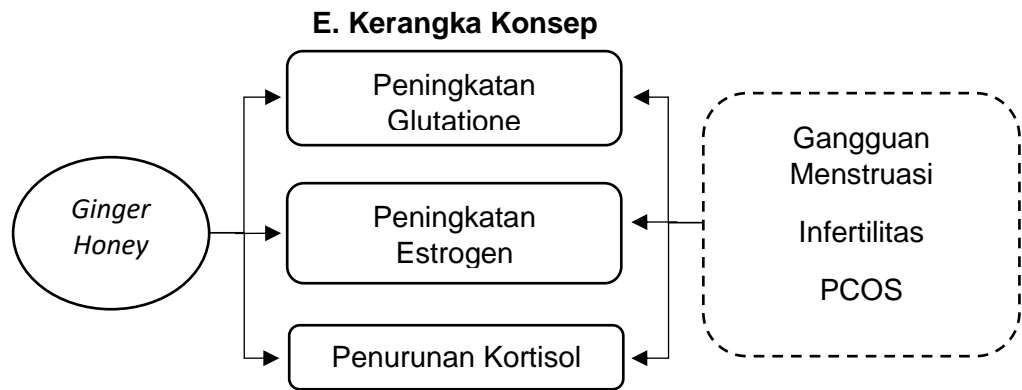 E. Kerangka Konsep
Peningkatan
Glutatione
Ginger
Honey
Peningkatan
Estrogen
Penurunan Kortisol
Gangguan
Menstruasi
Infertilitas
PCOS